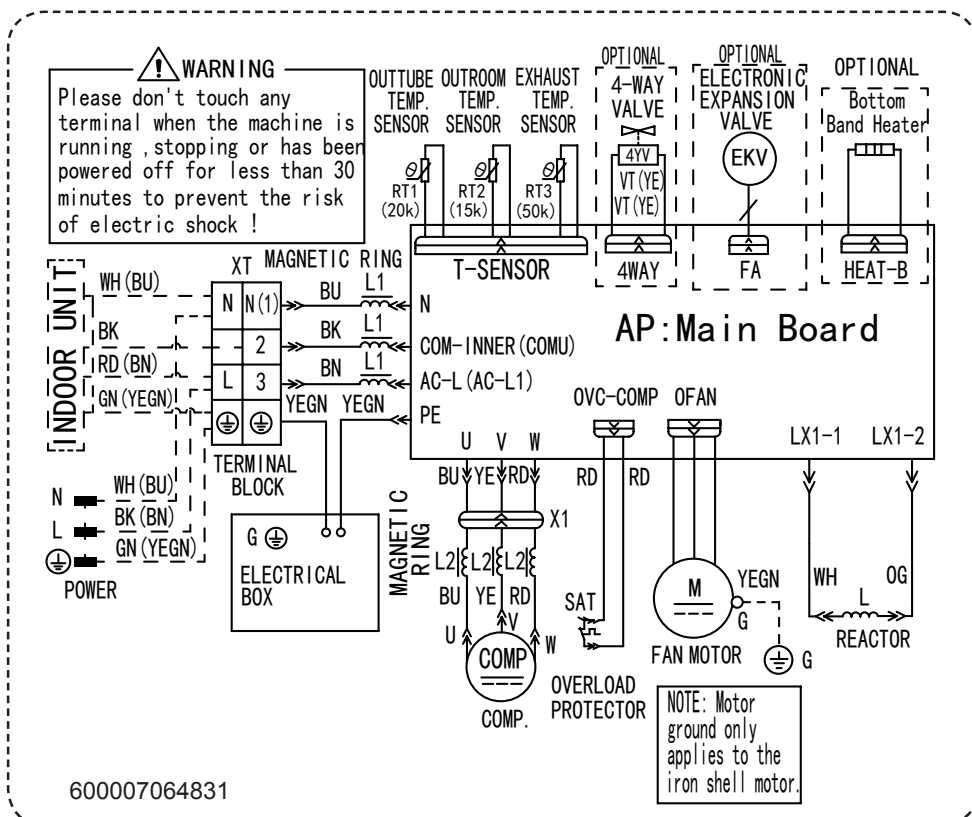 WARNING
Please don't touch any
terminal when the machine is
running ,stopping or has been
powered off for less than 30
minutes to prevent the risk
of electric shock !
OUTTUBE
TEMP.
SENSOR
OUTROOM
TEMP.
SENSOR
EXHAUST
TEMP.
SENSOR
RT1
(20k)
RT2
(15k)
RT3
(50k)
θ
θ
θ
T-SENSOR
OPTIONAL
4-WAY
VALVE
4YV
VT(YE)
VT(YE)
4WAY
OPTIONAL
ELECTRONIC
EXPANSION
VALVE
EKV
FA
OPTIONAL
Bottom
Band Heater
HEAT-B
INDOOR UNIT
WH(BU)
BK
RD(BN)
GN(YEGN)
XT
N N(1)
2
L 3
TERMINAL
BLOCK
MAGNETIC RING
BU L1
BK L1
BN L1
YEGN YEGN
N
COM-INNER(COMU)
AC-L(AC-L1)
PE
AP:Main Board
OVC-COMP OFAN
LX1-1 LX1-2
U V W
BU YE RD
X1
MAGNETIC
RING
L2 L2 L2
BU YE RD
U V W
COMP
COMP.
RD RD
SAT
OVERLOAD
PROTECTOR
M
YEGN
G
FAN MOTOR
G
WH OG
L
REACTOR
NOTE: Motor
ground only
applies to the
iron shell motor.
N WH(BU)
L BK(BN)
GN(YEGN)
POWER
G
ELECTRICAL
BOX
600007064831